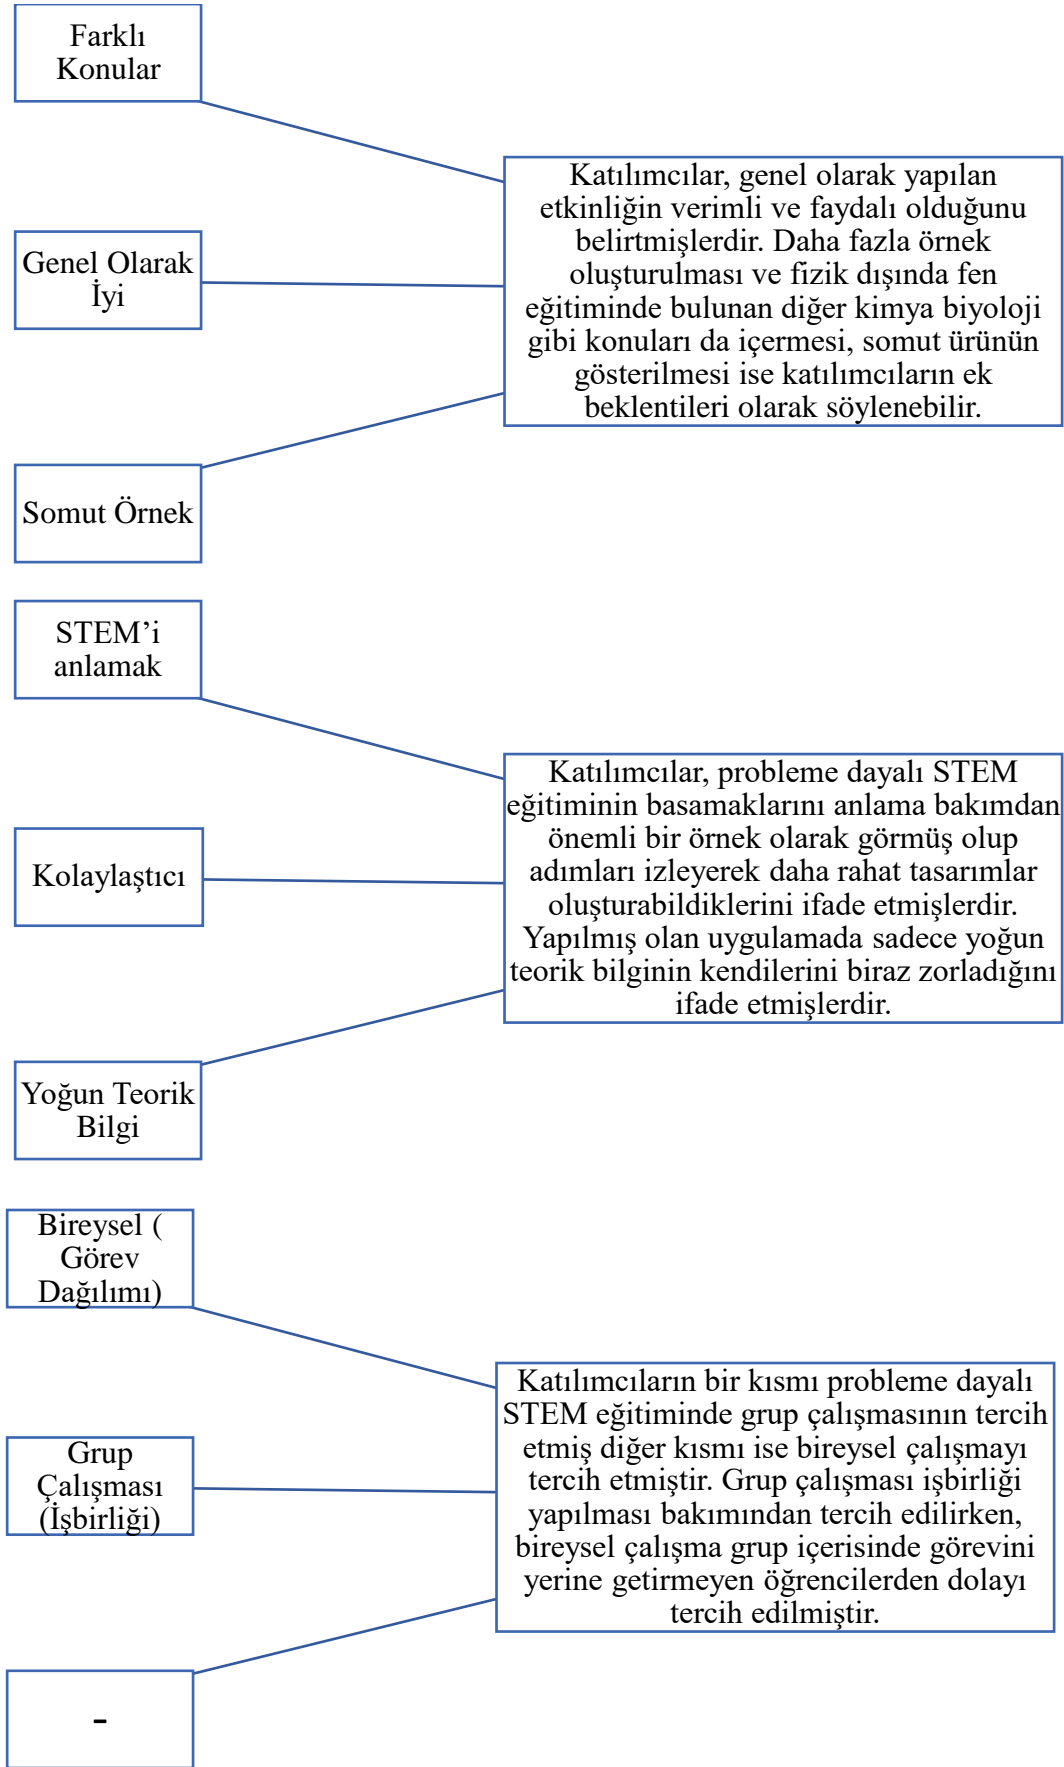 Farklı
Konular
Genel Olarak
İyi
Somut Örnek
Katılımcılar, genel olarak yapılan
etkinliğin verimli ve faydalı olduğunu
belirtmişlerdir. Daha fazla örnek
oluşturulması ve fizik dışında fen
eğitiminde bulunan diğer kimya biyoloji
gibi konuları da içermesi, somut ürünün
gösterilmesi ise katılımcıların ek
beklentileri olarak söylenebilir.
STEM’i
anlamak
Kolaylaştıcı
Yoğun Teorik
Bilgi
Katılımcılar, probleme dayalı STEM
eğitiminin basamaklarını anlama bakımdan
önemli bir örnek olarak görmüş olup
adımları izleyerek daha rahat tasarımlar
oluşturabildiklerini ifade etmişlerdir.
Yapılmış olan uygulamada sadece yoğun
teorik bilginin kendilerini biraz zorladığını
ifade etmişlerdir.
Bireysel (
Görev
Dağılımı)
Grup
Çalışması
(İşbirliği)
-
Katılımcıların bir kısmı probleme dayalı
STEM eğitiminde grup çalışmasının tercih
etmiş diğer kısmı ise bireysel çalışmayı
tercih etmiştir. Grup çalışması işbirliği
yapılması bakımından tercih edilirken,
bireysel çalışma grup içerisinde görevini
yerine getirmeyen öğrencilerden dolayı
tercih edilmiştir.